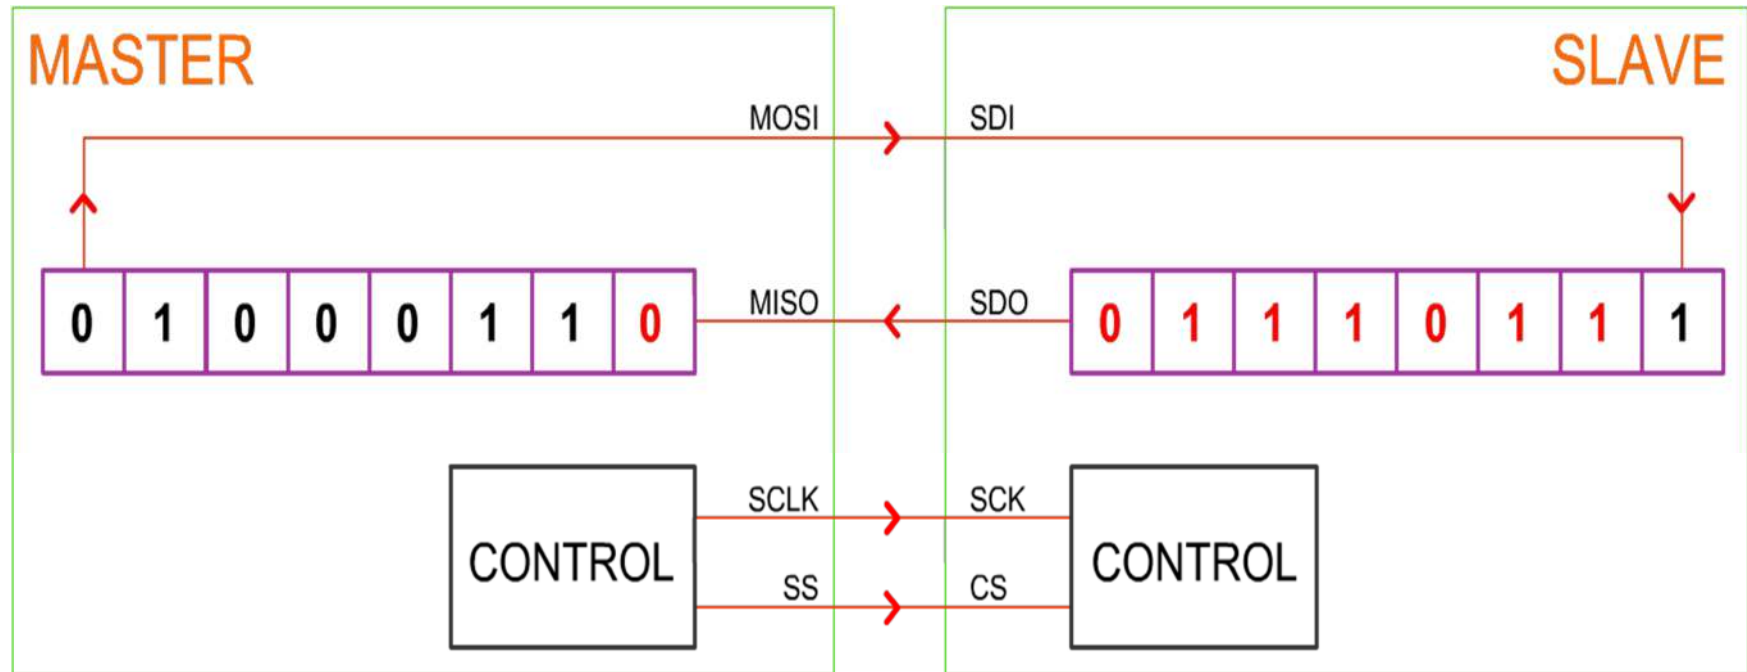 MASTER SLAVE
MOSI SDI
0 1 0 0 0 1 1 0 MISO SDO 0 1 1 1 0 1 1 1
SCLK SCK
CONTROL CONTROL
SS CS